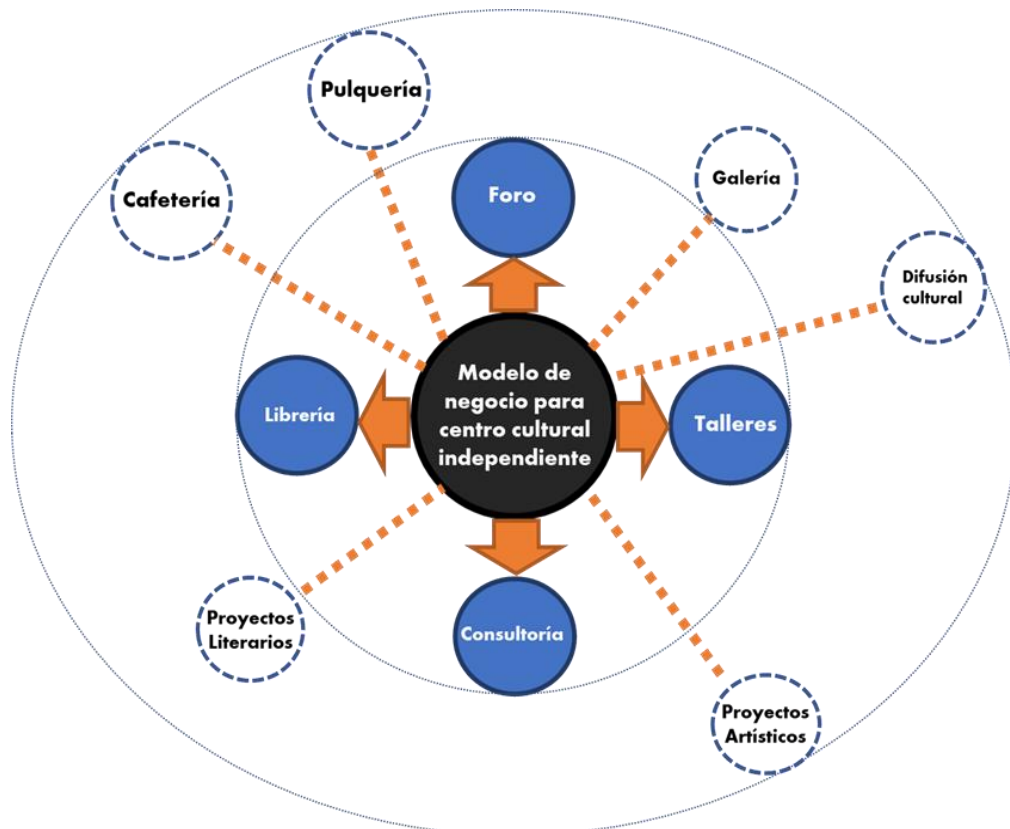 Pulquería
Cafetería
Foro
Galería
Difusión
cultural
Modelo de
negocio para
centro cultural
independiente
Librería
Talleres
Proyectos
Literarios
Consultoría
Proyectos
Artísticos